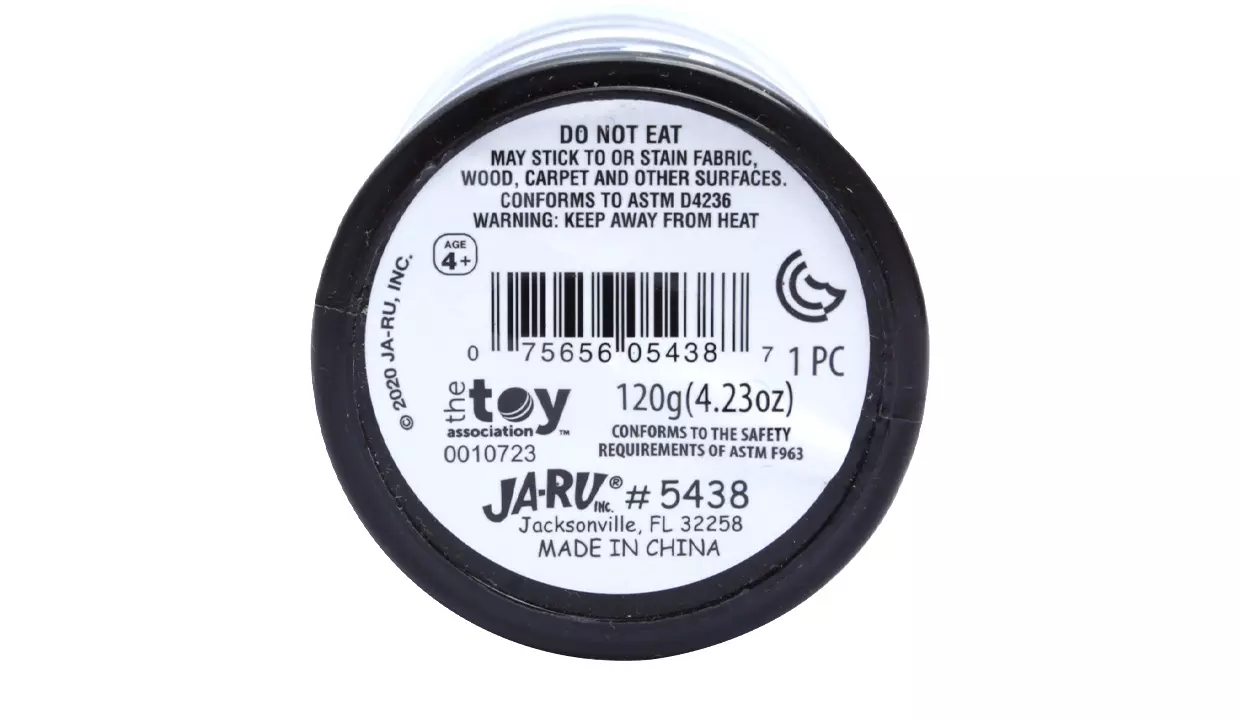 DO NOT EAT
MAY STICK TO OR STAIN FABRIC,
WOOD, CARPET AND OTHER SURFACES.
CONFORMS TO ASTM D4236
WARNING: KEEP AWAY FROM HEAT
AGE
4+
© 2020 JA-RU, INC.
0 75656 05438 7
1 PC
the toy
association™
0010723
120g(4.23oz)
CONFORMS TO THE SAFETY
REQUIREMENTS OF ASTM F963
JA-RU® INC. # 5438
Jacksonville, FL 32258
MADE IN CHINA